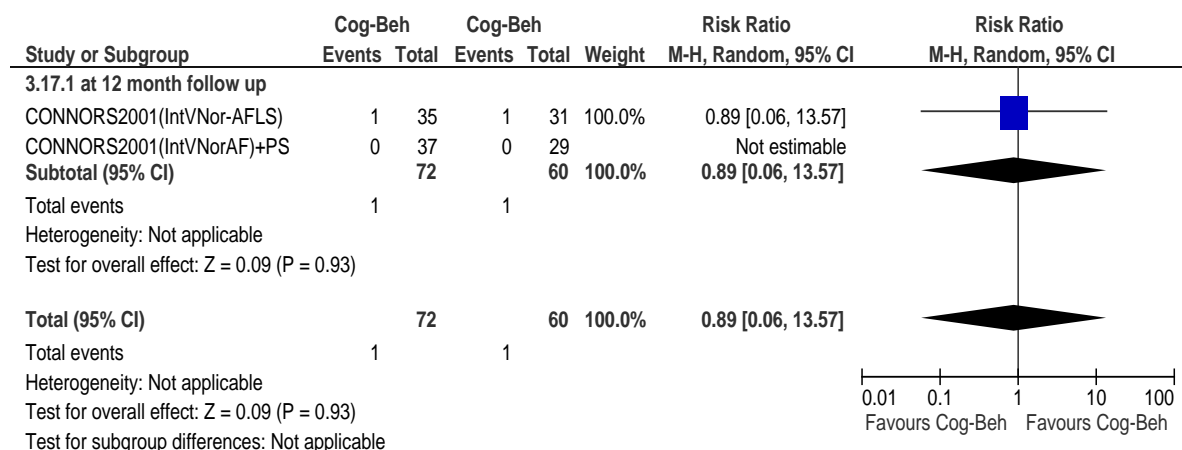 Cog-Beh Cog-Beh Risk Ratio Risk Ratio
Study or Subgroup Events Total Events Total Weight M-H, Random, 95% CI M-H, Random, 95% CI
3.17.1 at 12 month follow up
CONNORS2001(IntVNor-AFLS) 1 35 1 31 100.0% 0.89 [0.06, 13.57]
CONNORS2001(IntVNorAF)+PS 0 37 0 29 Not estimable
Subtotal (95% CI) 72 60 100.0% 0.89 [0.06, 13.57]
Total events 1 1
Heterogeneity: Not applicable
Test for overall effect: Z = 0.09 (P = 0.93)
Total (95% CI) 72 60 100.0% 0.89 [0.06, 13.57]
Total events 1 1
Heterogeneity: Not applicable
Test for overall effect: Z = 0.09 (P = 0.93)
Test for subgroup differences: Not applicable
0.01 0.1 1 10 100
Favours Cog-Beh Favours Cog-Beh